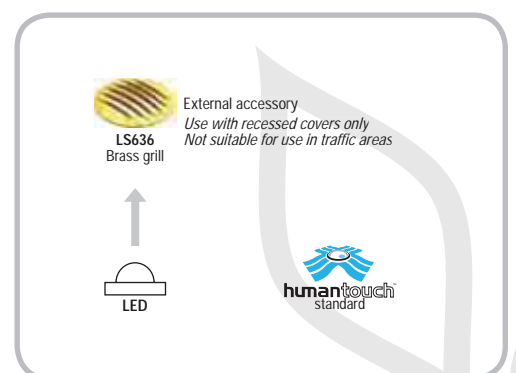 External accessory
Use with recessed covers only
LS636
Not suitable for use in traffic areas
Brass grill
LED
humantouch™
standard